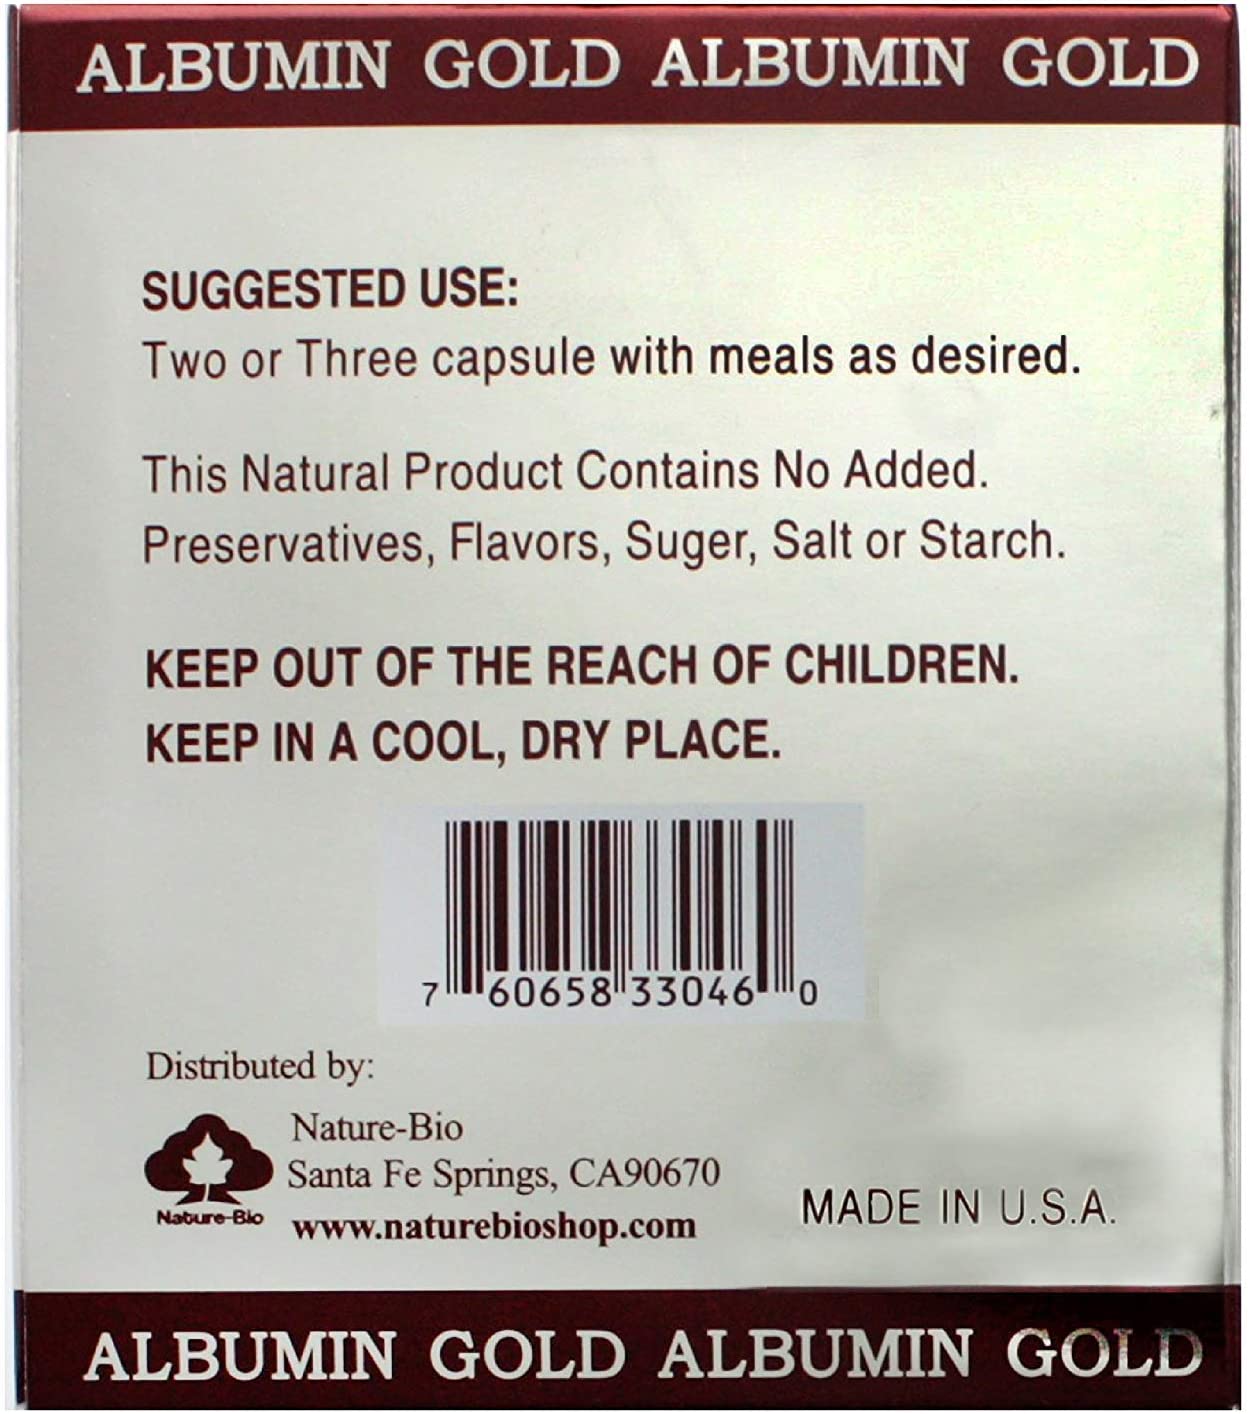 ALBUMIN GOLD ALBUMIN GOLD
SUGGESTED USE:
Two or Three capsule with meals as desired.
This Natural Product Contains No Added.
Preservatives, Flavors, Suger, Salt or Starch.
KEEP OUT OF THE REACH OF CHILDREN.
KEEP IN A COOL, DRY PLACE.
7 60658 33046 0
Distributed by:
Nature-Bio
Santa Fe Springs, CA90670
Nature-Bio
www.naturebioshop.com
MADE IN U.S.A.
ALBUMIN GOLD ALBUMIN GOLD